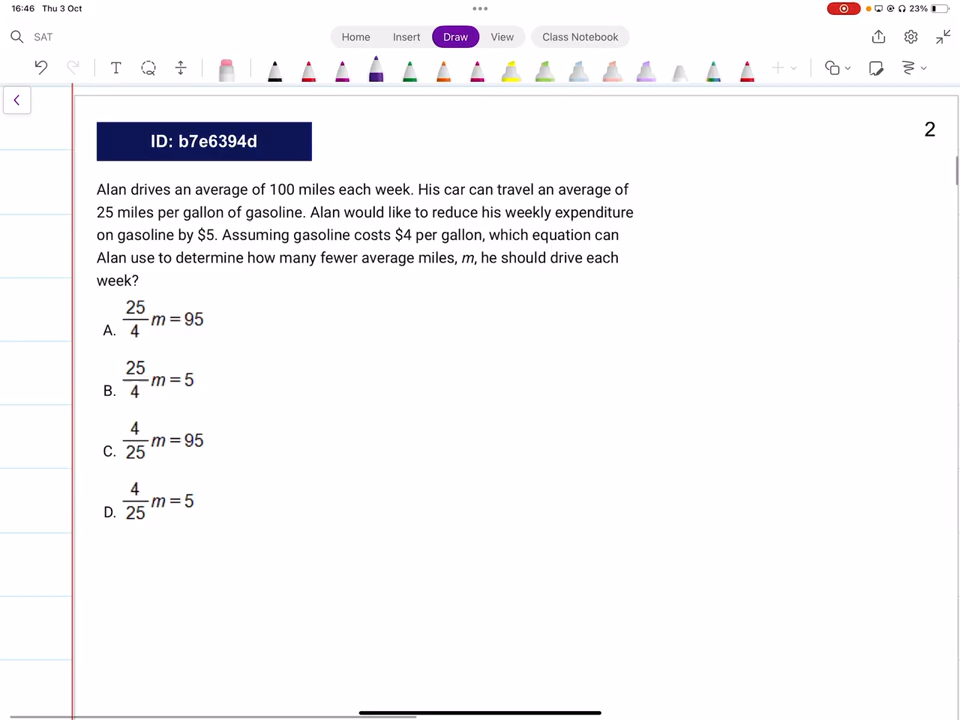 16:46 Thu 3 Oct
23%
SAT
Home Insert Draw View Class Notebook
T
ID: b7e6394d
2
Alan drives an average of 100 miles each week. His car can travel an average of
25 miles per gallon of gasoline. Alan would like to reduce his weekly expenditure
on gasoline by $5. Assuming gasoline costs $4 per gallon, which equation can
Alan use to determine how many fewer average miles, m, he should drive each
week?
A. 25/4 m = 95
B. 25/4 m = 5
C. 4/25 m = 95
D. 4/25 m = 5